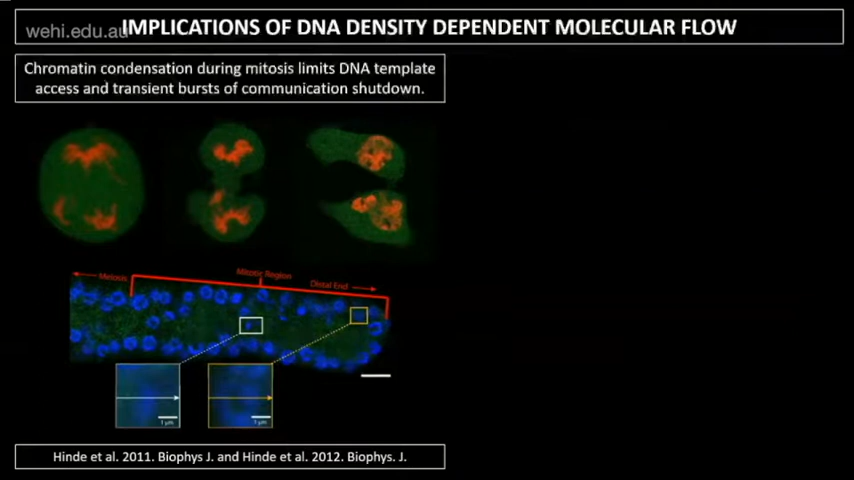 wehi.edu.au
IMPLICATIONS OF DNA DENSITY DEPENDENT MOLECULAR FLOW
Chromatin condensation during mitosis limits DNA template
access and transient bursts of communication shutdown.
Meiosis
Mitotic Region
Distal End
1 μm
1 μm
Hinde et al. 2011. Biophys J. and Hinde et al. 2012. Biophys. J.